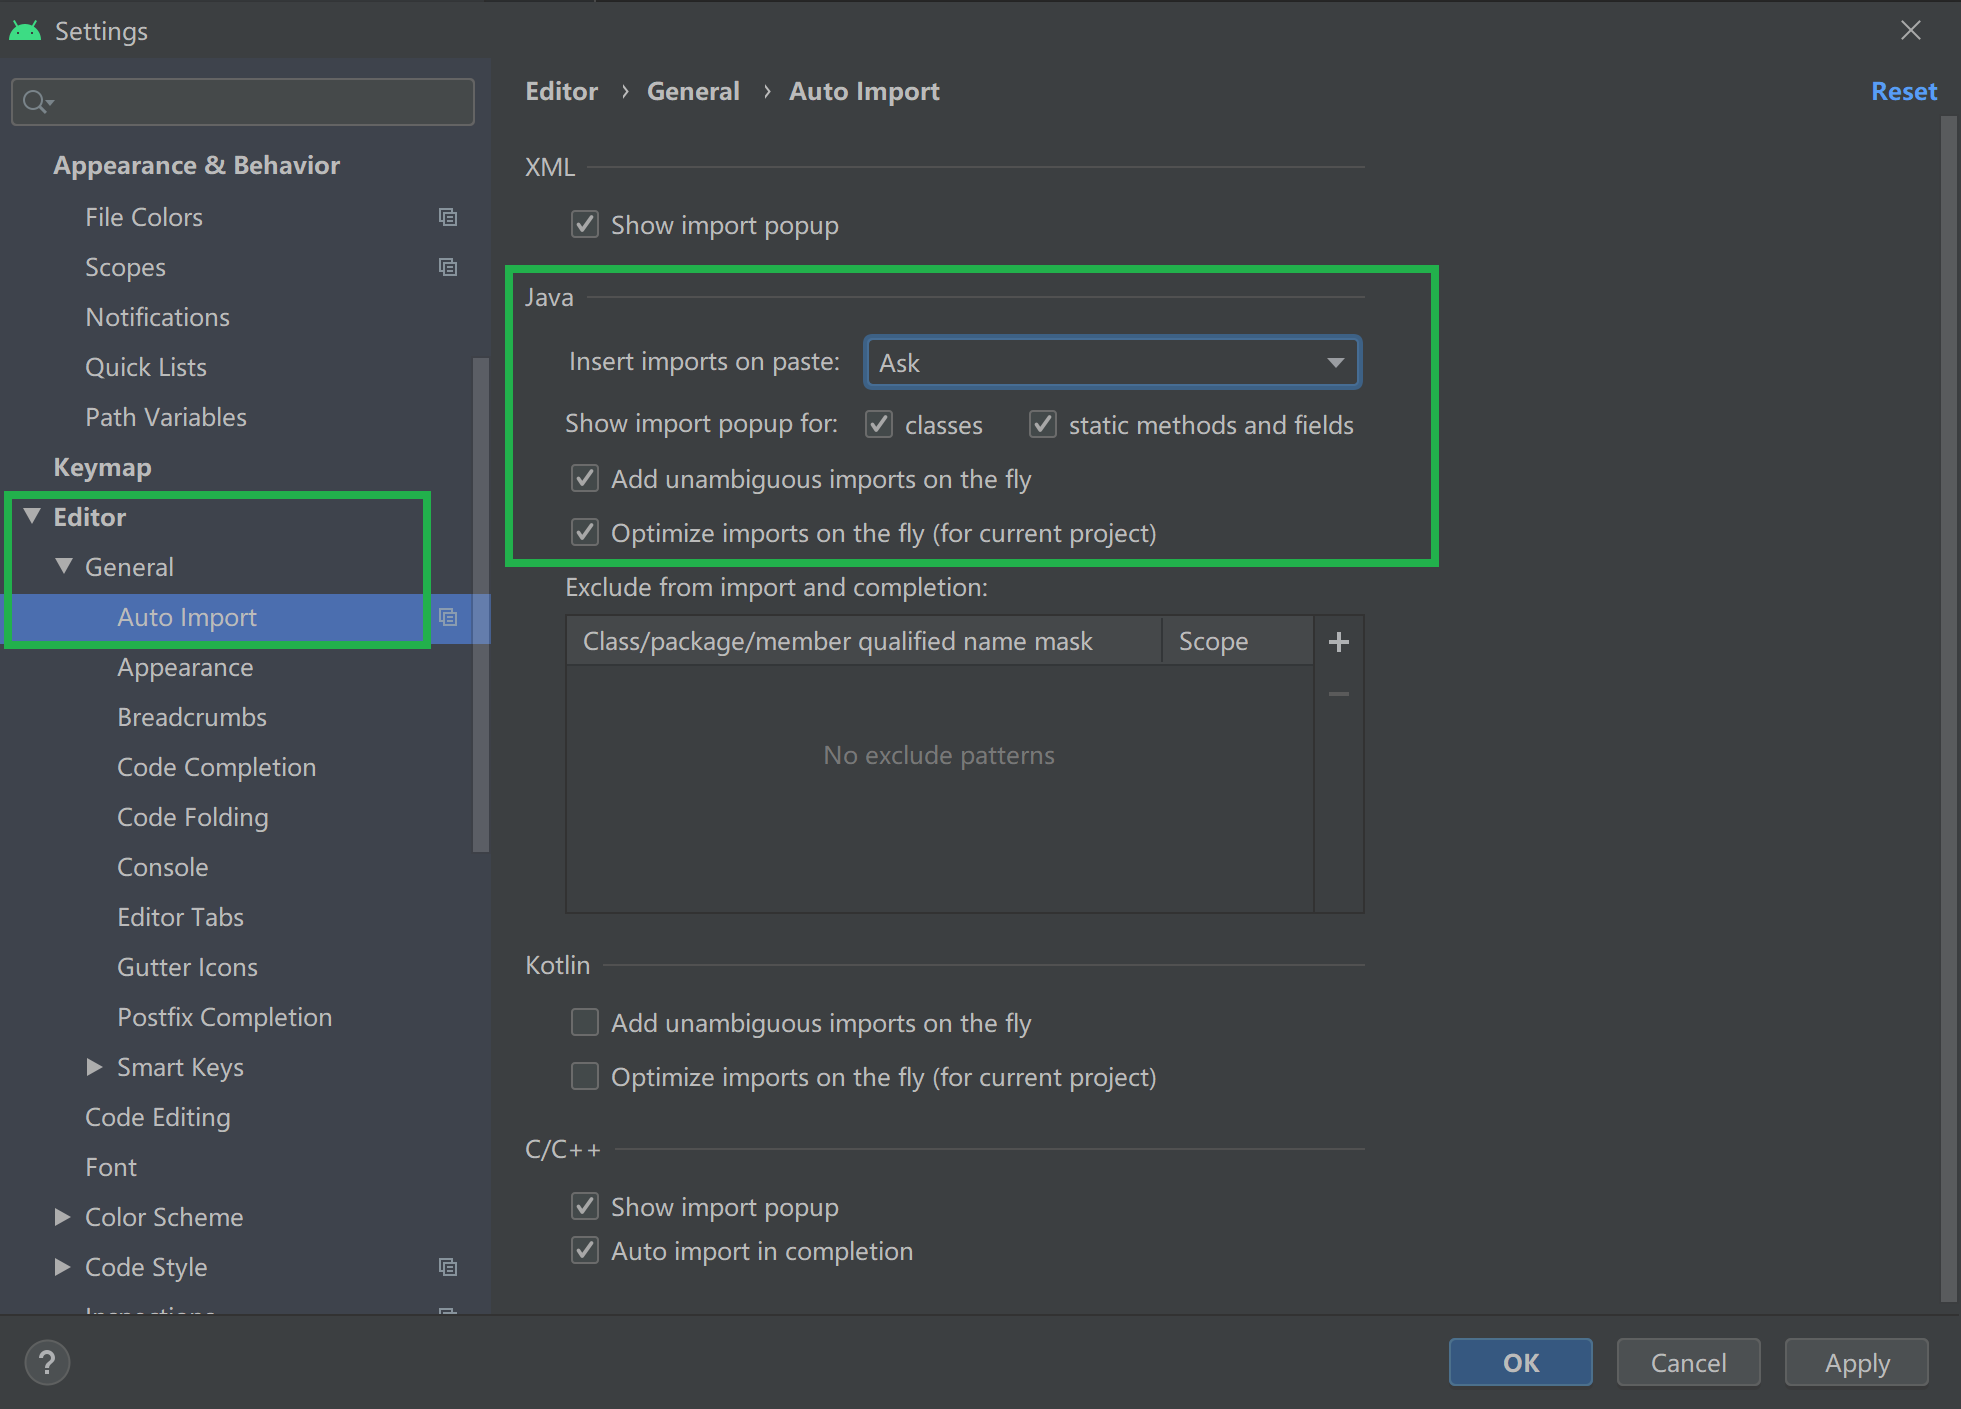 Settings
Appearance & Behavior
File Colors
Scopes
Notifications
Quick Lists
Path Variables
Keymap
Editor
General
Auto Import
Appearance
Breadcrumbs
Code Completion
Code Folding
Console
Editor Tabs
Gutter Icons
Postfix Completion
Smart Keys
Code Editing
Font
Color Scheme
Code Style
Inspections
Editor › General › Auto Import
Reset
XML
Show import popup
Java
Insert imports on paste: Ask
Show import popup for: classes static methods and fields
Add unambiguous imports on the fly
Optimize imports on the fly (for current project)
Exclude from import and completion:
Class/package/member qualified name mask Scope
No exclude patterns
Kotlin
Add unambiguous imports on the fly
Optimize imports on the fly (for current project)
C/C++
Show import popup
Auto import in completion
?
OK Cancel Apply